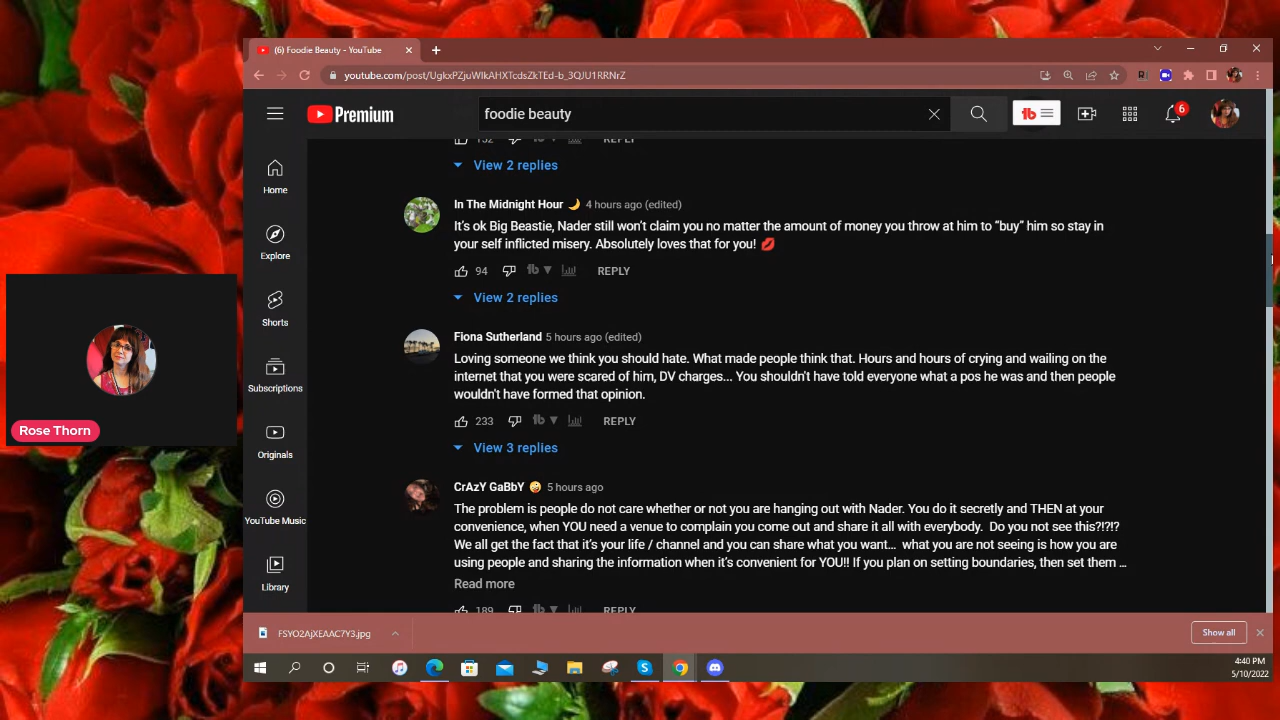 (6) Foodie Beauty - YouTube
youtube.com/post/UgkxPZjuWIkAHXTcdsZkTEd-b_3QJU1RRNrZ
Premium
foodie beauty
6
Home
Explore
Shorts
Subscriptions
Originals
YouTube Music
Library
Rose Thorn
152
REPLY
View 2 replies
In The Midnight Hour 🌙 4 hours ago (edited)
It's ok Big Beastie, Nader still won't claim you no matter the amount of money you throw at him to “buy” him so stay in
your self inflicted misery. Absolutely loves that for you! 💋
94
REPLY
View 2 replies
Fiona Sutherland 5 hours ago (edited)
Loving someone we think you should hate. What made people think that. Hours and hours of crying and wailing on the
internet that you were scared of him, DV charges... You shouldn't have told everyone what a pos he was and then people
wouldn't have formed that opinion.
233
REPLY
View 3 replies
CrAzY GaBbY 🤪 5 hours ago
The problem is people do not care whether or not you are hanging out with Nader. You do it secretly and THEN at your
convenience, when YOU need a venue to complain you come out and share it all with everybody. Do you not see this?!?!?
We all get the fact that it's your life / channel and you can share what you want... what you are not seeing is how you are
using people and sharing the information when it's convenient for YOU!! If you plan on setting boundaries, then set them ...
Read more
189
REPLY
FSYO2AjXEAAC7Y3.jpg
Show all
4:40 PM
5/10/2022